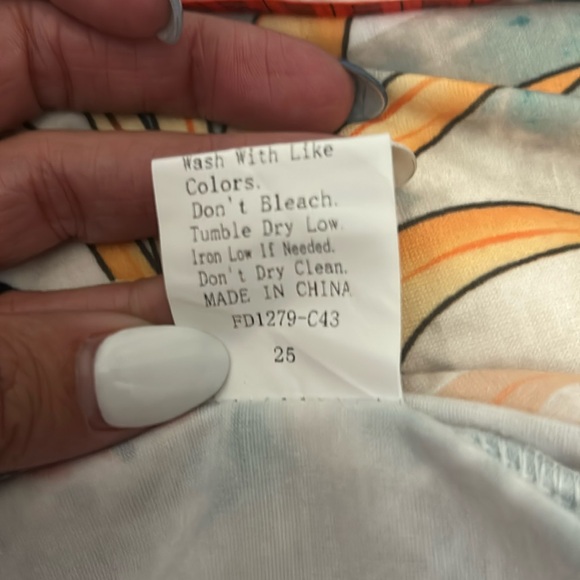 Wash With Like
Colors.
Don't Bleach.
Tumble Dry Low.
Iron Low If Needed.
Don't Dry Clean.
MADE IN CHINA
FD1279-C43
25